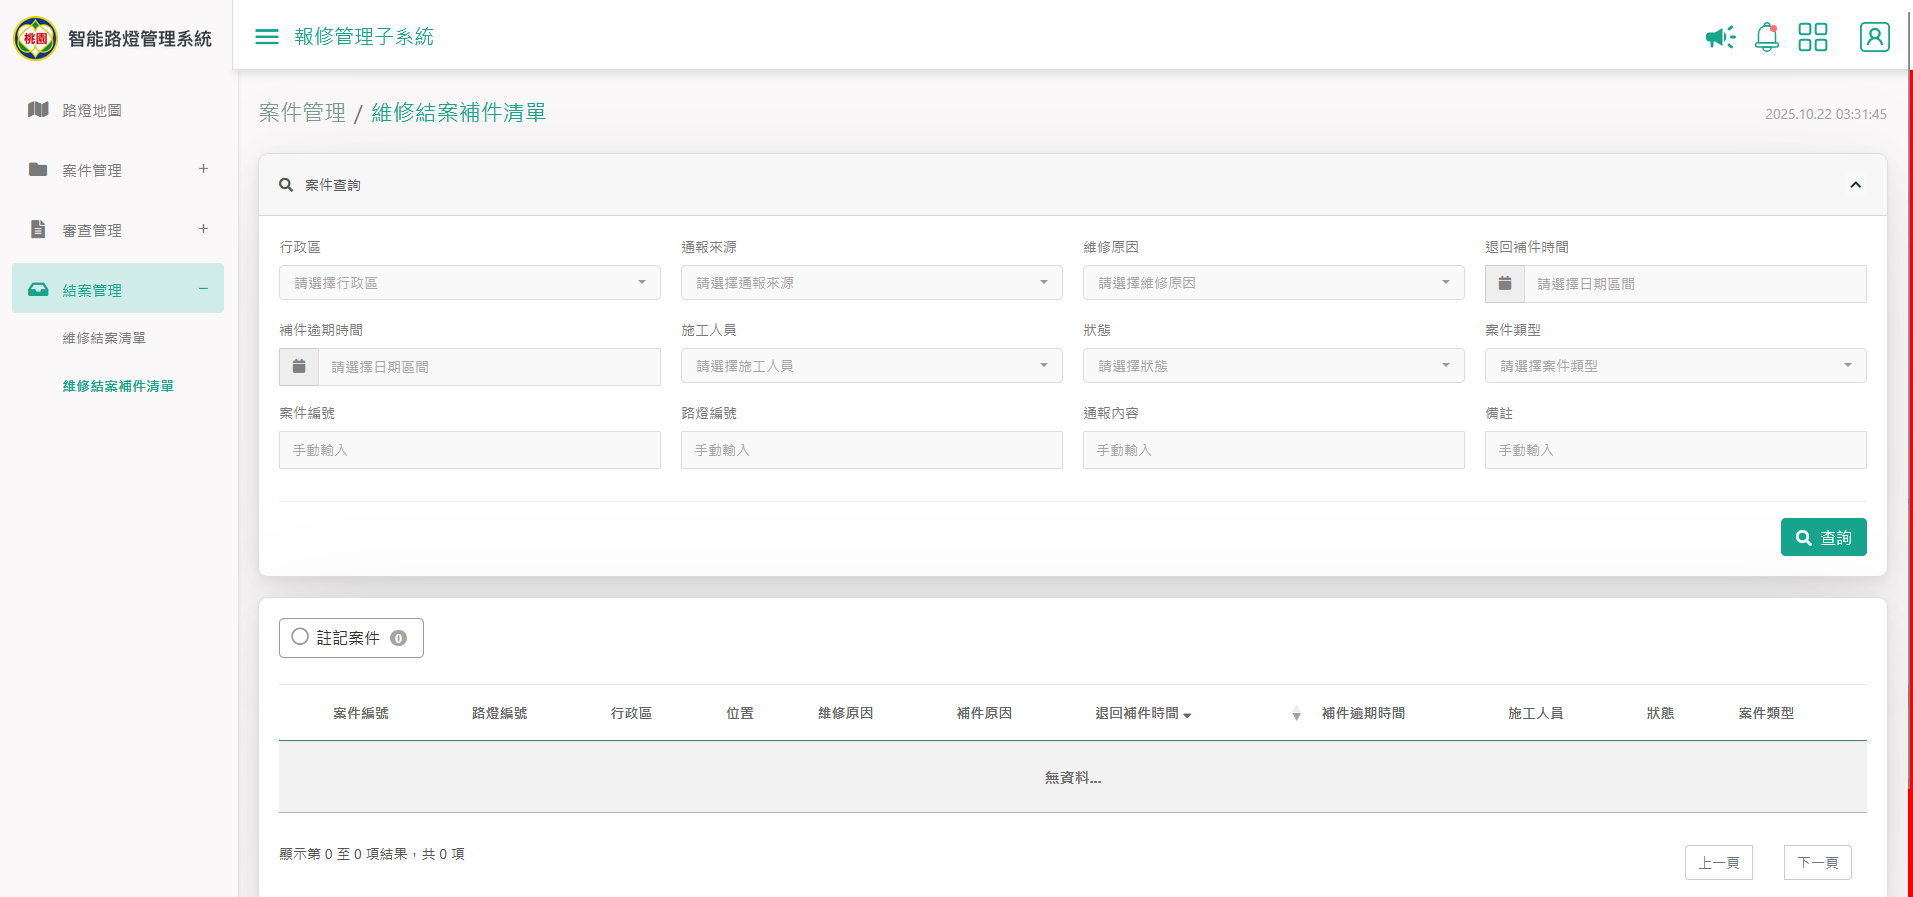 桃園 智能路燈管理系統
報修管理子系統
路燈地圖
案件管理 +
審查管理 +
結案管理 −
維修結案清單
維修結案補件清單
案件管理 / 維修結案補件清單
2025.10.22 03:31:45
案件查詢
行政區 通報來源 維修原因 退回補件時間
請選擇行政區 請選擇通報來源 請選擇維修原因 請選擇日期區間
補件逾期時間 施工人員 狀態 案件類型
請選擇日期區間 請選擇施工人員 請選擇狀態 請選擇案件類型
案件編號 路燈編號 通報內容 備註
手動輸入 手動輸入 手動輸入 手動輸入
查詢
註記案件 0
案件編號 路燈編號 行政區 位置 維修原因 補件原因 退回補件時間 補件逾期時間 施工人員 狀態 案件類型
無資料...
顯示第 0 至 0 項結果，共 0 項
上一頁 下一頁